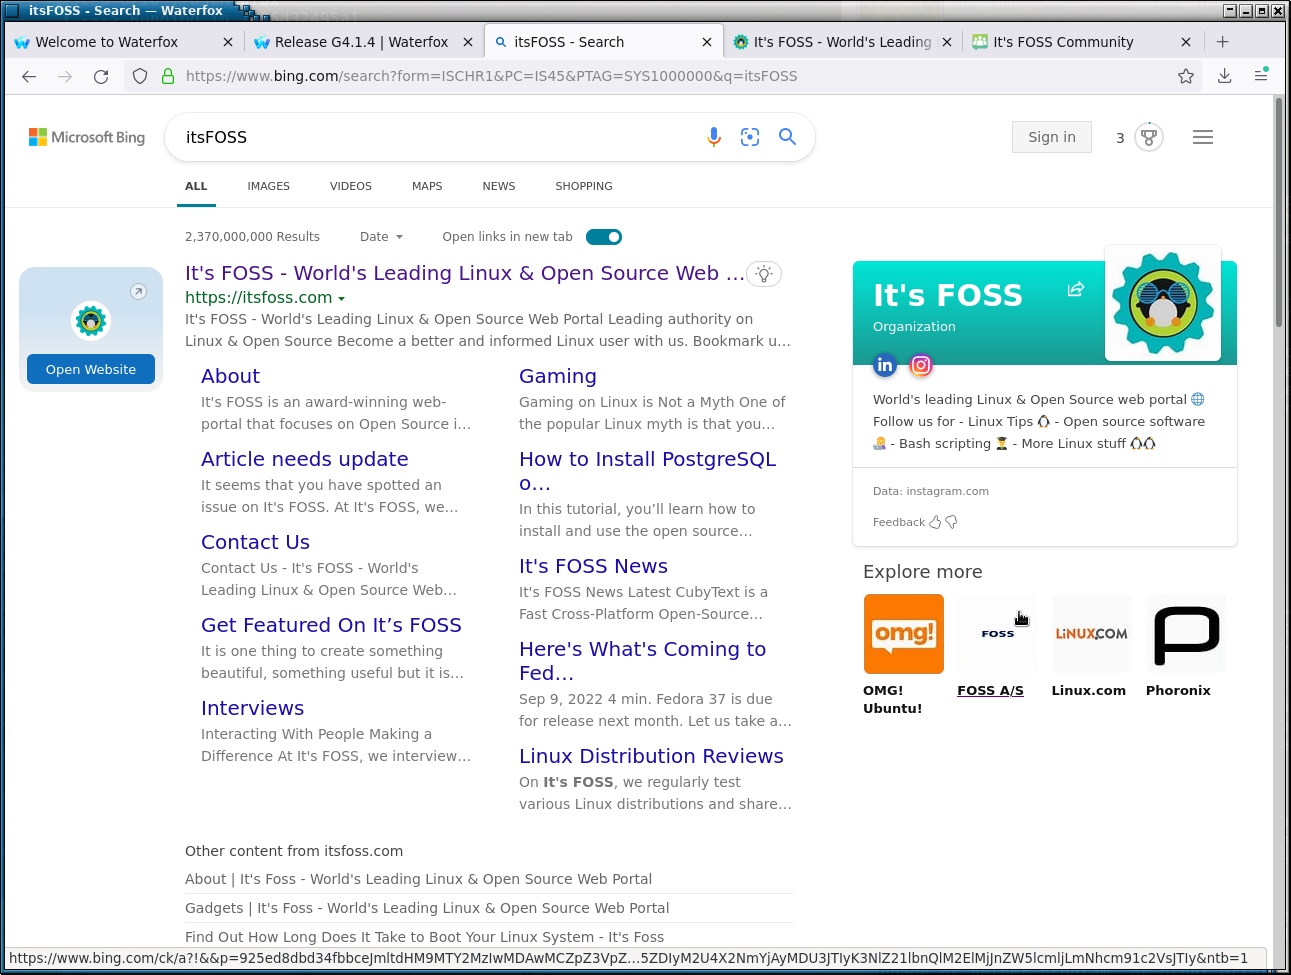 itsFOSS - Search — Waterfox
Welcome to Waterfox
Release G4.1.4 | Waterfox
itsFOSS - Search
It's FOSS - World's Leading
It's FOSS Community
https://www.bing.com/search?form=ISCHR1&PC=IS45&PTAG=SYS1000000&q=itsFOSS
Microsoft Bing
itsFOSS
Sign in
3
ALL
IMAGES
VIDEOS
MAPS
NEWS
SHOPPING
2,370,000,000 Results
Date
Open links in new tab
Open Website
It's FOSS - World's Leading Linux & Open Source Web ...
https://itsfoss.com
It's FOSS - World's Leading Linux & Open Source Web Portal Leading authority on
Linux & Open Source Become a better and informed Linux user with us. Bookmark u...
About
It's FOSS is an award-winning web-
portal that focuses on Open Source i...
Article needs update
It seems that you have spotted an
issue on It's FOSS. At It's FOSS, we...
Contact Us
Contact Us - It's FOSS - World's
Leading Linux & Open Source Web...
Get Featured On It’s FOSS
It is one thing to create something
beautiful, something useful but it is...
Interviews
Interacting With People Making a
Difference At It's FOSS, we interview...
Gaming
Gaming on Linux is Not a Myth One of
the popular Linux myth is that you...
How to Install PostgreSQL
o...
In this tutorial, you’ll learn how to
install and use the open source...
It's FOSS News
It's FOSS News Latest CubyText is a
Fast Cross-Platform Open-Source...
Here's What's Coming to
Fed...
Sep 9, 2022 4 min. Fedora 37 is due
for release next month. Let us take a...
Linux Distribution Reviews
On It's FOSS, we regularly test
various Linux distributions and share...
Other content from itsfoss.com
About | It's Foss - World's Leading Linux & Open Source Web Portal
Gadgets | It's Foss - World's Leading Linux & Open Source Web Portal
Find Out How Long Does It Take to Boot Your Linux System - It's Foss
It's FOSS
Organization
in
World's leading Linux & Open Source web portal 🌐
Follow us for - Linux Tips 🐧 - Open source software
👩‍💻 - Bash scripting 👨‍🎓 - More Linux stuff 🐧🐧
Data: instagram.com
Feedback
Explore more
omg!
FOSS
LiNUX.COM
OMG!
Ubuntu!
FOSS A/S
Linux.com
Phoronix
https://www.bing.com/ck/a?!&&p=925ed8dbd34fbbceJmltdHM9MTY2MzIwMDAwMCZpZ3VpZ...5ZDIyM2U4X2NmYjAyMDU3JTIyK3NlZ21lbnQlM2ElMjJnZW5lcmljLmNhcm91c2VsJTIy&ntb=1